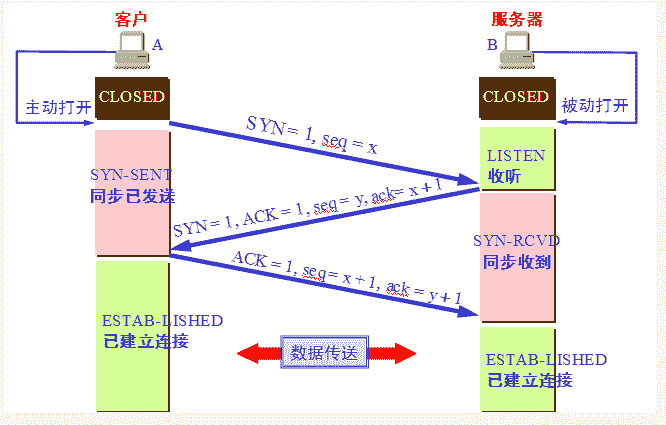 客户
服务器
A
B
CLOSED
CLOSED
主动打开
被动打开
SYN = 1, seq = x
LISTEN
收听
SYN-SENT
同步已发送
SYN = 1, ACK = 1, seq = y, ack= x + 1
SYN-RCVD
同步收到
ACK = 1, seq = x+1, ack = y + 1
ESTAB-LISHED
已建立连接
数据传送
ESTAB-LISHED
已建立连接